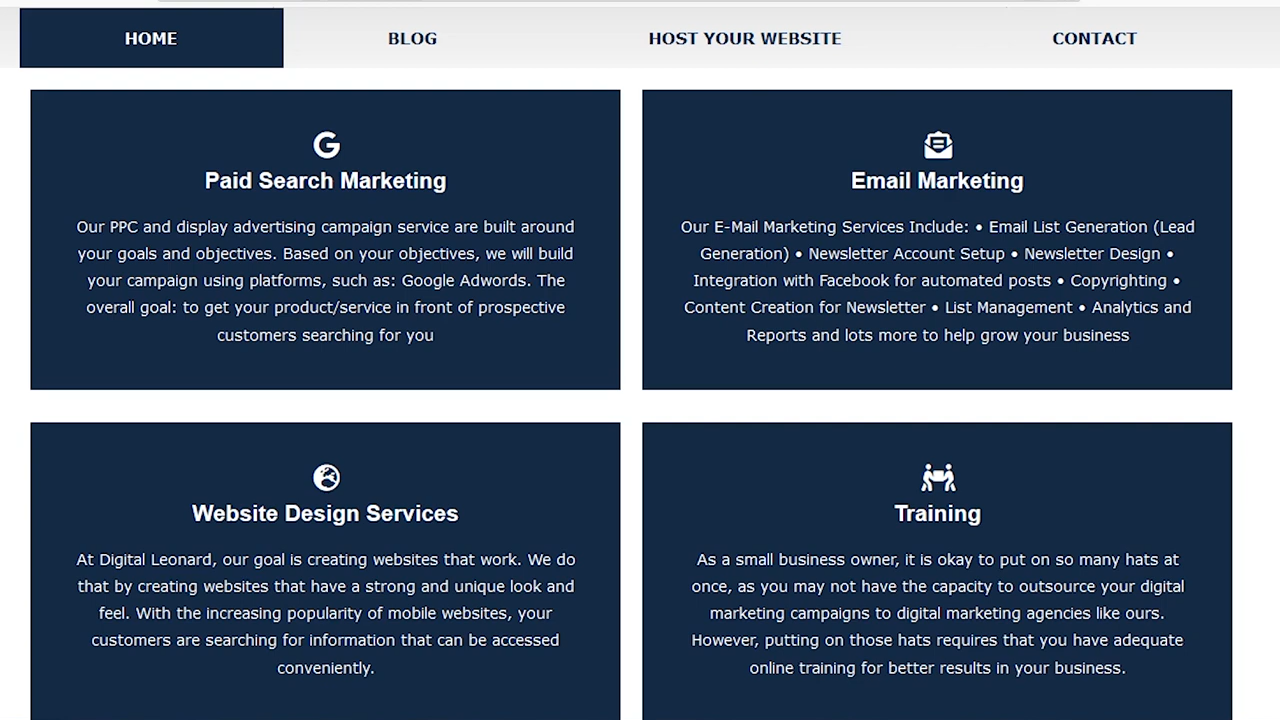 HOME BLOG HOST YOUR WEBSITE CONTACT
Paid Search Marketing
Our PPC and display advertising campaign service are built around
your goals and objectives. Based on your objectives, we will build
your campaign using platforms, such as: Google Adwords. The
overall goal: to get your product/service in front of prospective
customers searching for you
Email Marketing
Our E-Mail Marketing Services Include: • Email List Generation (Lead
Generation) • Newsletter Account Setup • Newsletter Design •
Integration with Facebook for automated posts • Copyrighting •
Content Creation for Newsletter • List Management • Analytics and
Reports and lots more to help grow your business
Website Design Services
At Digital Leonard, our goal is creating websites that work. We do
that by creating websites that have a strong and unique look and
feel. With the increasing popularity of mobile websites, your
customers are searching for information that can be accessed
conveniently.
Training
As a small business owner, it is okay to put on so many hats at
once, as you may not have the capacity to outsource your digital
marketing campaigns to digital marketing agencies like ours.
However, putting on those hats requires that you have adequate
online training for better results in your business.